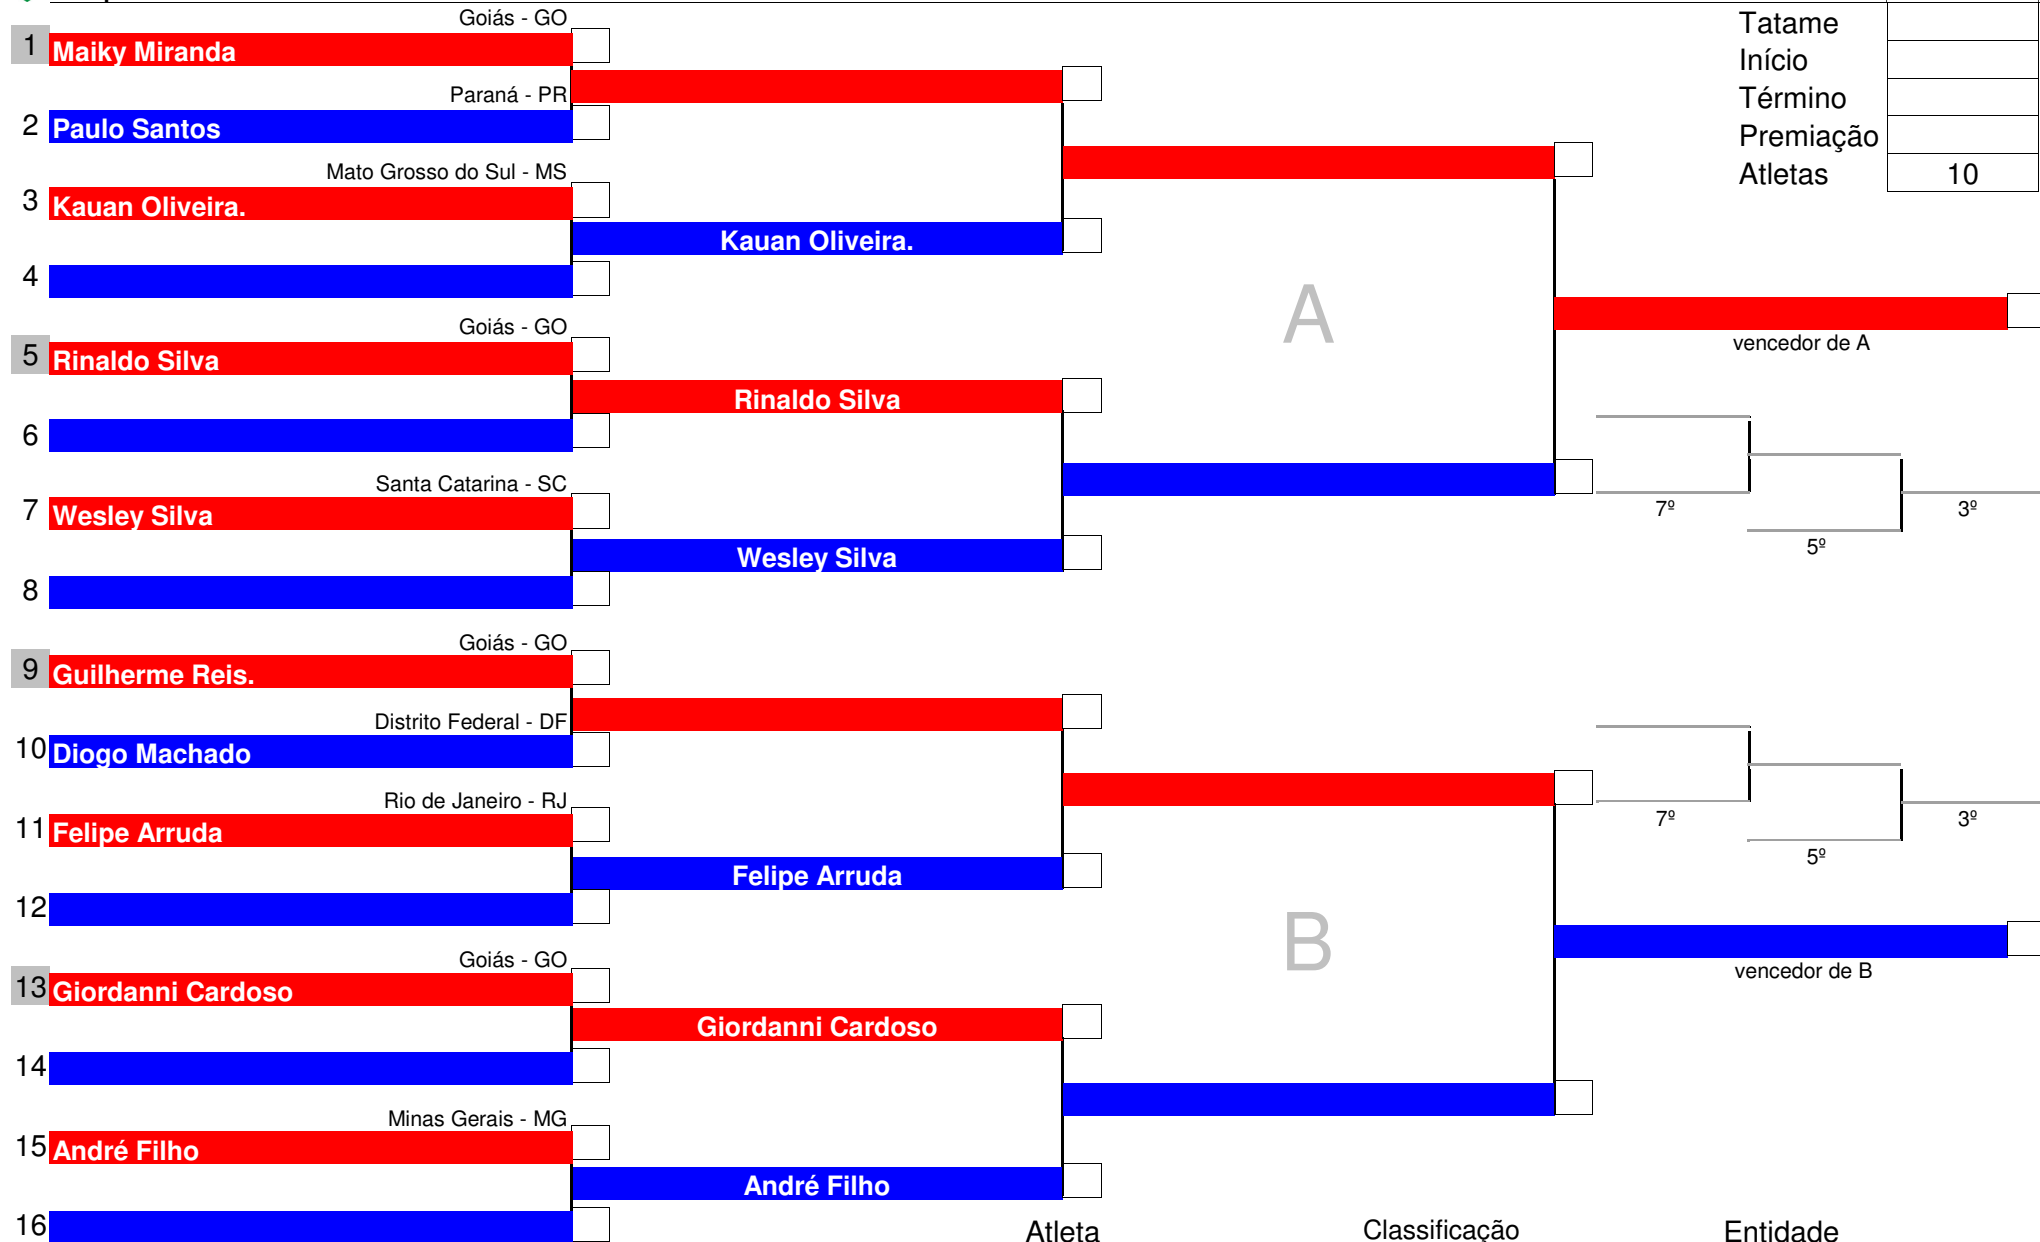 Goiás - GO
1 Maiky Miranda
Paraná - PR
2 Paulo Santos
Mato Grosso do Sul - MS
3 Kauan Oliveira.
Kauan Oliveira.
4
Goiás - GO
5 Rinaldo Silva
Rinaldo Silva
6
Santa Catarina - SC
7 Wesley Silva
Wesley Silva
8
Goiás - GO
9 Guilherme Reis.
Distrito Federal - DF
10 Diogo Machado
Rio de Janeiro - RJ
11 Felipe Arruda
Felipe Arruda
12
Goiás - GO
13 Giordanni Cardoso
Giordanni Cardoso
14
Minas Gerais - MG
15 André Filho
André Filho
16
Tatame
Início
Término
Premiação
Atletas 10
A
vencedor de A
7º 3º
5º
7º 3º
5º
B
vencedor de B
Atleta Classificação Entidade